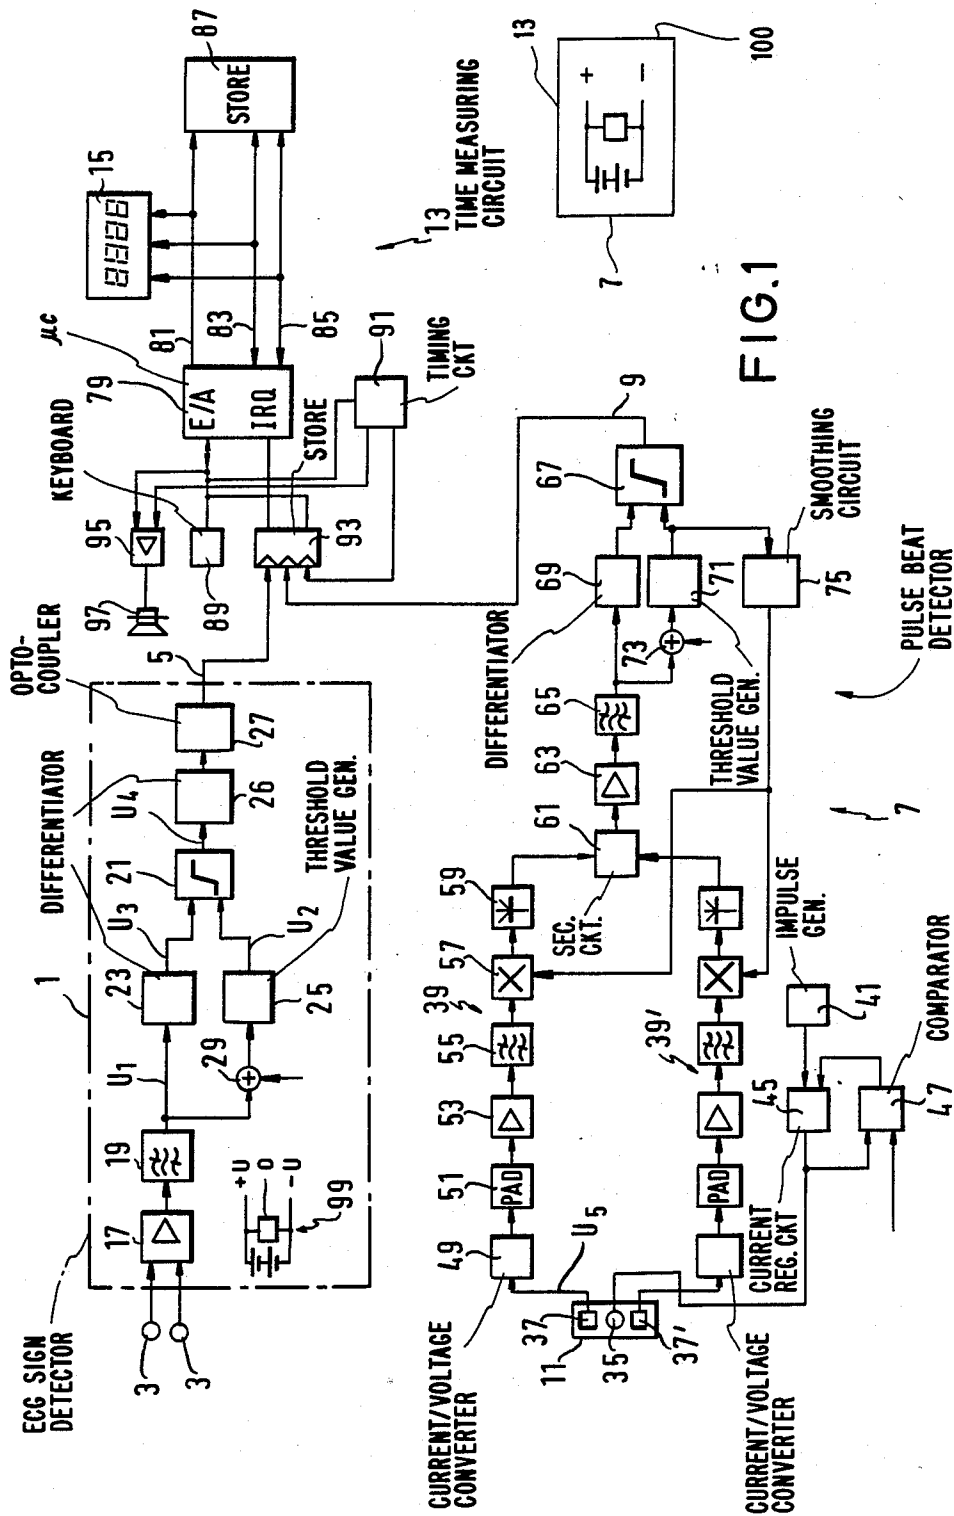 ECG SIGN
DETECTOR
1
3
3
17
19
U1
29
+
23
25
U3
U2
DIFFERENTIATOR
21
U4
26
27
OPTO-
COUPLER
5
THRESHOLD
VALUE GEN.
+U
0
-U
99
97
95
KEYBOARD
89
93
STORE
79
μc
E/A
IRQ
81
83
85
91
TIMING
CKT
15
8888
87
STORE
13
TIME MEASURING
CIRCUIT
13
+
−
7
100
FIG.1
CURRENT/VOLTAGE
CONVERTER
49
51
PAD
53
55
39
57
59
SEC.
CKT.
61
63
65
DIFFERENTIATOR
69
73
+
71
THRESHOLD
VALUE GEN.
67
9
75
SMOOTHING
CIRCUIT
PULSE BEAT
DETECTOR
7
U5
11
37
35
37'
CURRENT/VOLTAGE
CONVERTER
PAD
39'
CURRENT
REG. CKT
45
41
IMPULSE
GEN.
47
COMPARATOR